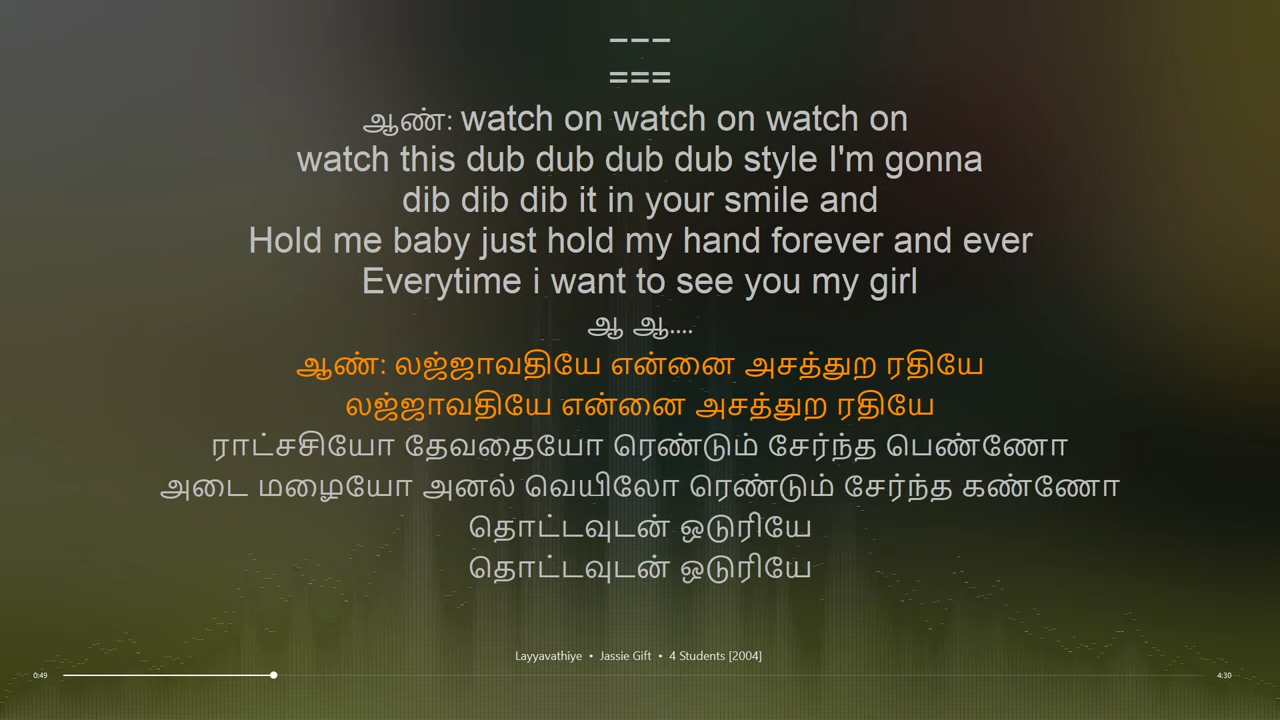 ---
===
ஆண்: watch on watch on watch on
watch this dub dub dub dub style I'm gonna
dib dib dib it in your smile and
Hold me baby just hold my hand forever and ever
Everytime i want to see you my girl
ஆ ஆ....
ஆண்: லஜ்ஜாவதியே என்னை அசத்துற ரதியே
லஜ்ஜாவதியே என்னை அசத்துற ரதியே
ராட்சசியோ தேவதையோ ரெண்டும் சேர்ந்த பெண்ணோ
அடை மழையோ அனல் வெயிலோ ரெண்டும் சேர்ந்த கண்ணோ
தொட்டவுடன் ஒடுரியே
தொட்டவுடன் ஒடுரியே
Layyavathiye • Jassie Gift • 4 Students [2004]
0:49
4:30